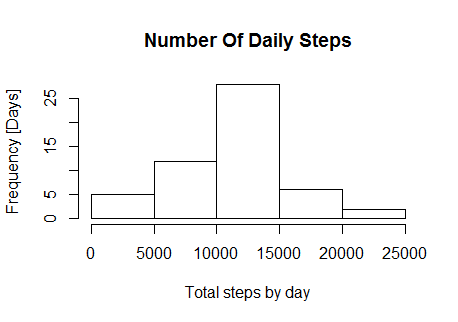 Number Of Daily Steps
Frequency [Days]
25
15
5
0
0 5000 10000 15000 20000 25000
Total steps by day